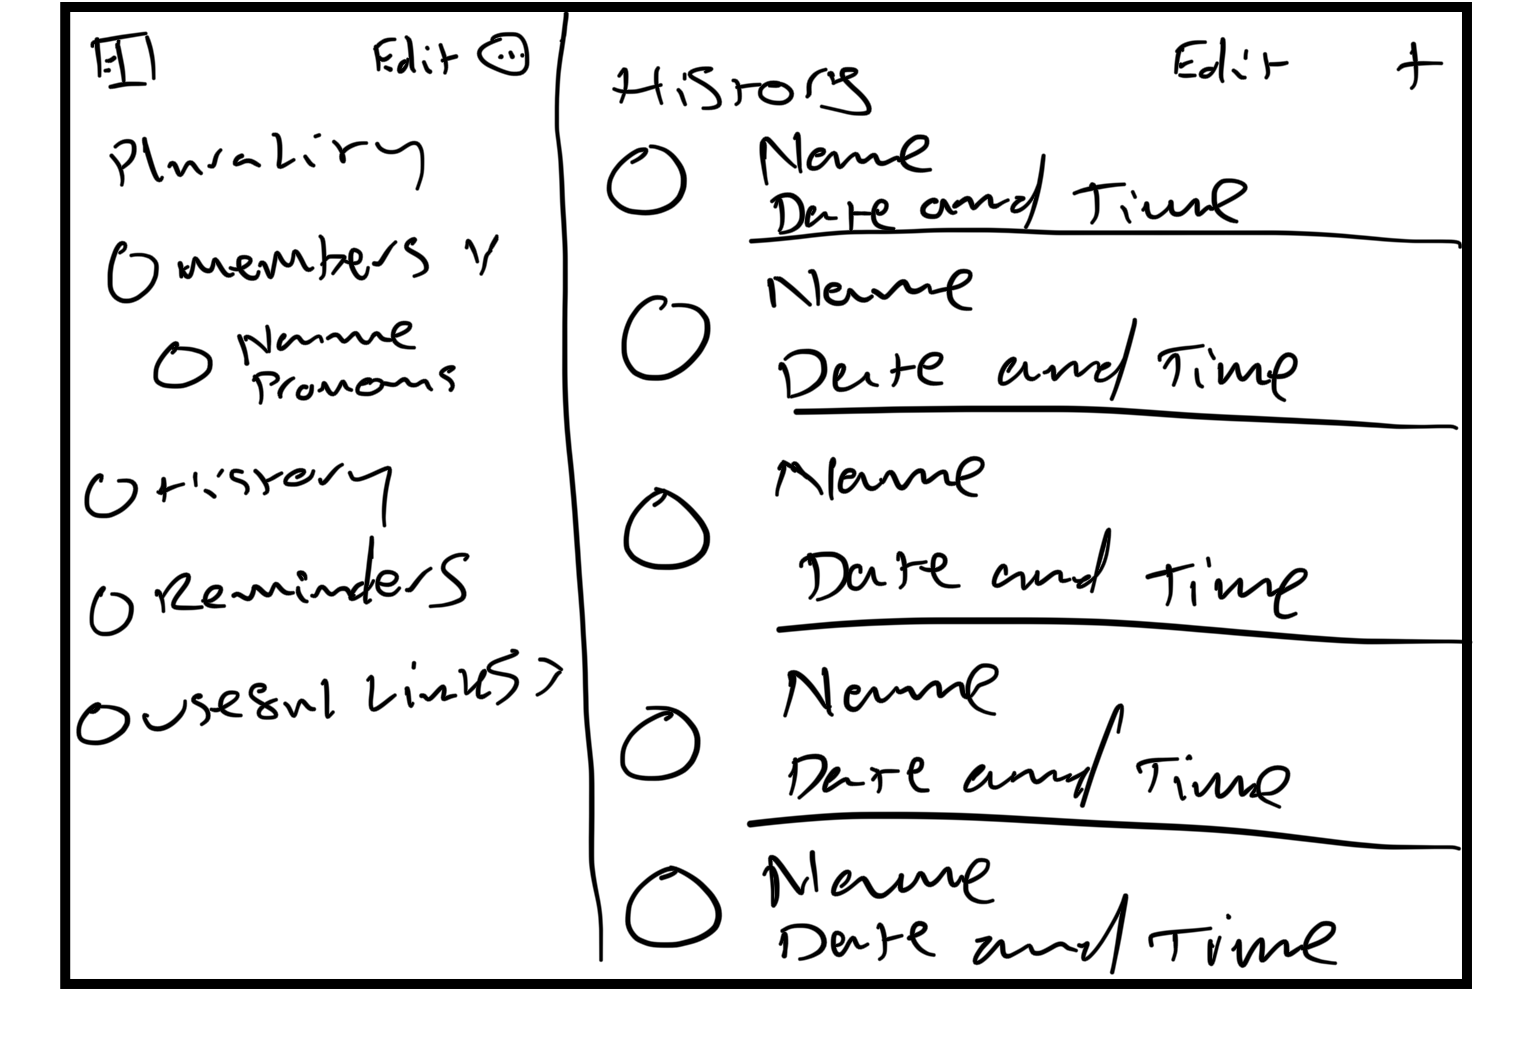 Edit
Plurality
members v
Name
Pronouns
History
Reminders
Useful Links >
History
Edit +
Name
Date and Time
Name
Date and Time
Name
Date and Time
Name
Date and Time
Name
Date and Time